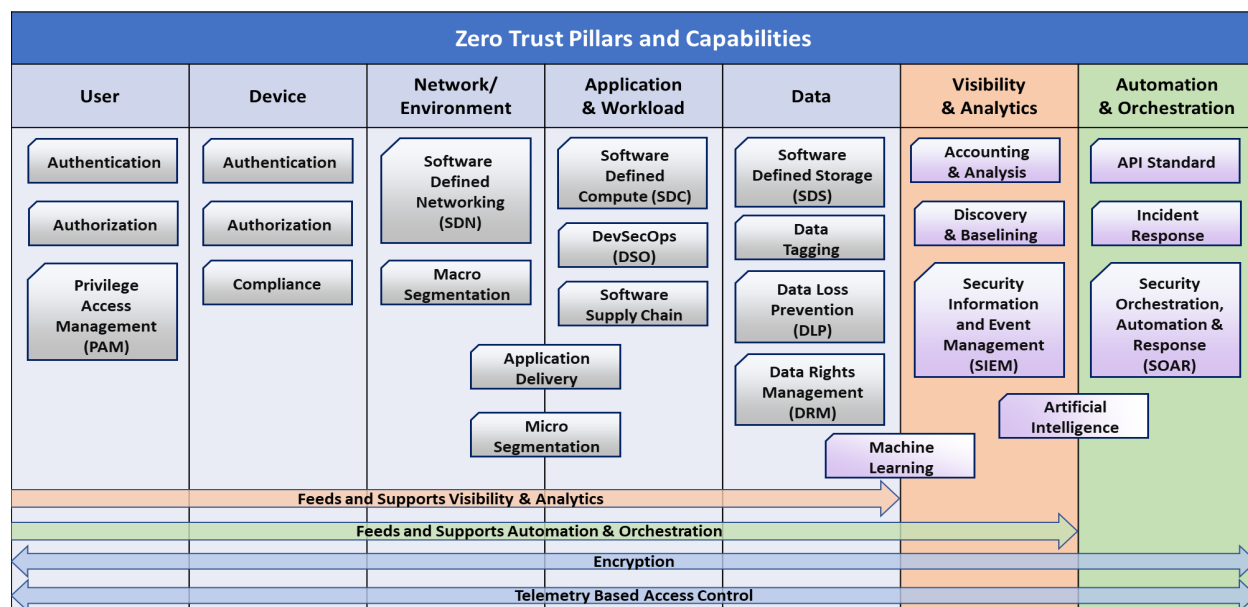 Zero Trust Pillars and Capabilities
User
Device
Network/
Environment
Application
& Workload
Data
Visibility
& Analytics
Automation
& Orchestration
Authentication
Authorization
Privilege
Access
Management
(PAM)
Authentication
Authorization
Compliance
Software
Defined
Networking
(SDN)
Macro
Segmentation
Software
Defined
Compute (SDC)
DevSecOps
(DSO)
Software
Supply Chain
Application
Delivery
Micro
Segmentation
Software
Defined Storage
(SDS)
Data
Tagging
Data Loss
Prevention
(DLP)
Data Rights
Management
(DRM)
Machine
Learning
Accounting
& Analysis
Discovery
& Baselining
Security
Information
and Event
Management
(SIEM)
Artificial
Intelligence
API Standard
Incident
Response
Security
Orchestration,
Automation &
Response
(SOAR)
Feeds and Supports Visibility & Analytics
Feeds and Supports Automation & Orchestration
Encryption
Telemetry Based Access Control